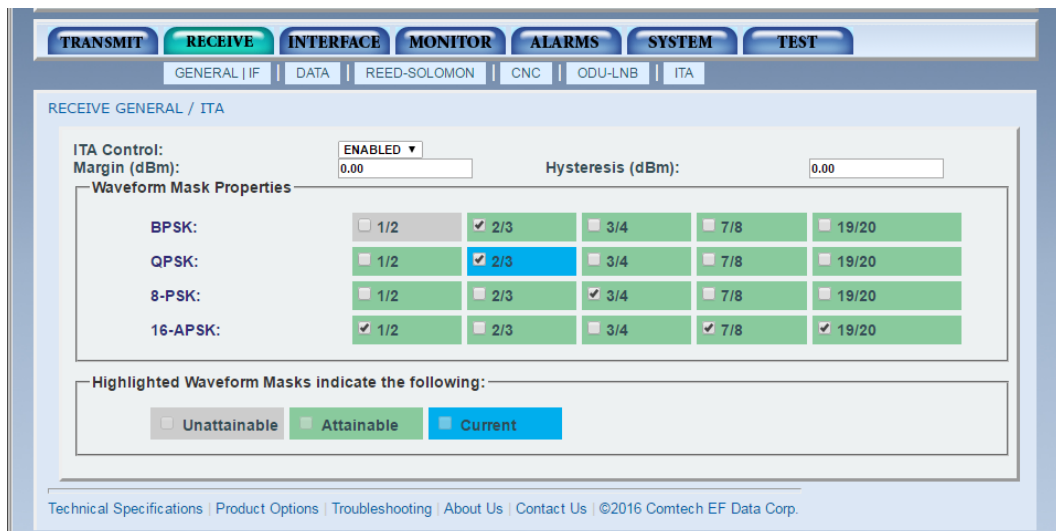 TRANSMIT RECEIVE INTERFACE MONITOR ALARMS SYSTEM TEST
GENERAL | IF DATA REED-SOLOMON CNC ODU-LNB ITA
RECEIVE GENERAL / ITA
ITA Control: ENABLED
Margin (dBm): 0.00 Hysteresis (dBm): 0.00
Waveform Mask Properties
BPSK: 1/2 2/3 3/4 7/8 19/20
QPSK: 1/2 2/3 3/4 7/8 19/20
8-PSK: 1/2 2/3 3/4 7/8 19/20
16-APSK: 1/2 2/3 3/4 7/8 19/20
Highlighted Waveform Masks indicate the following:
Unattainable Attainable Current
Technical Specifications | Product Options | Troubleshooting | About Us | Contact Us | ©2016 Comtech EF Data Corp.